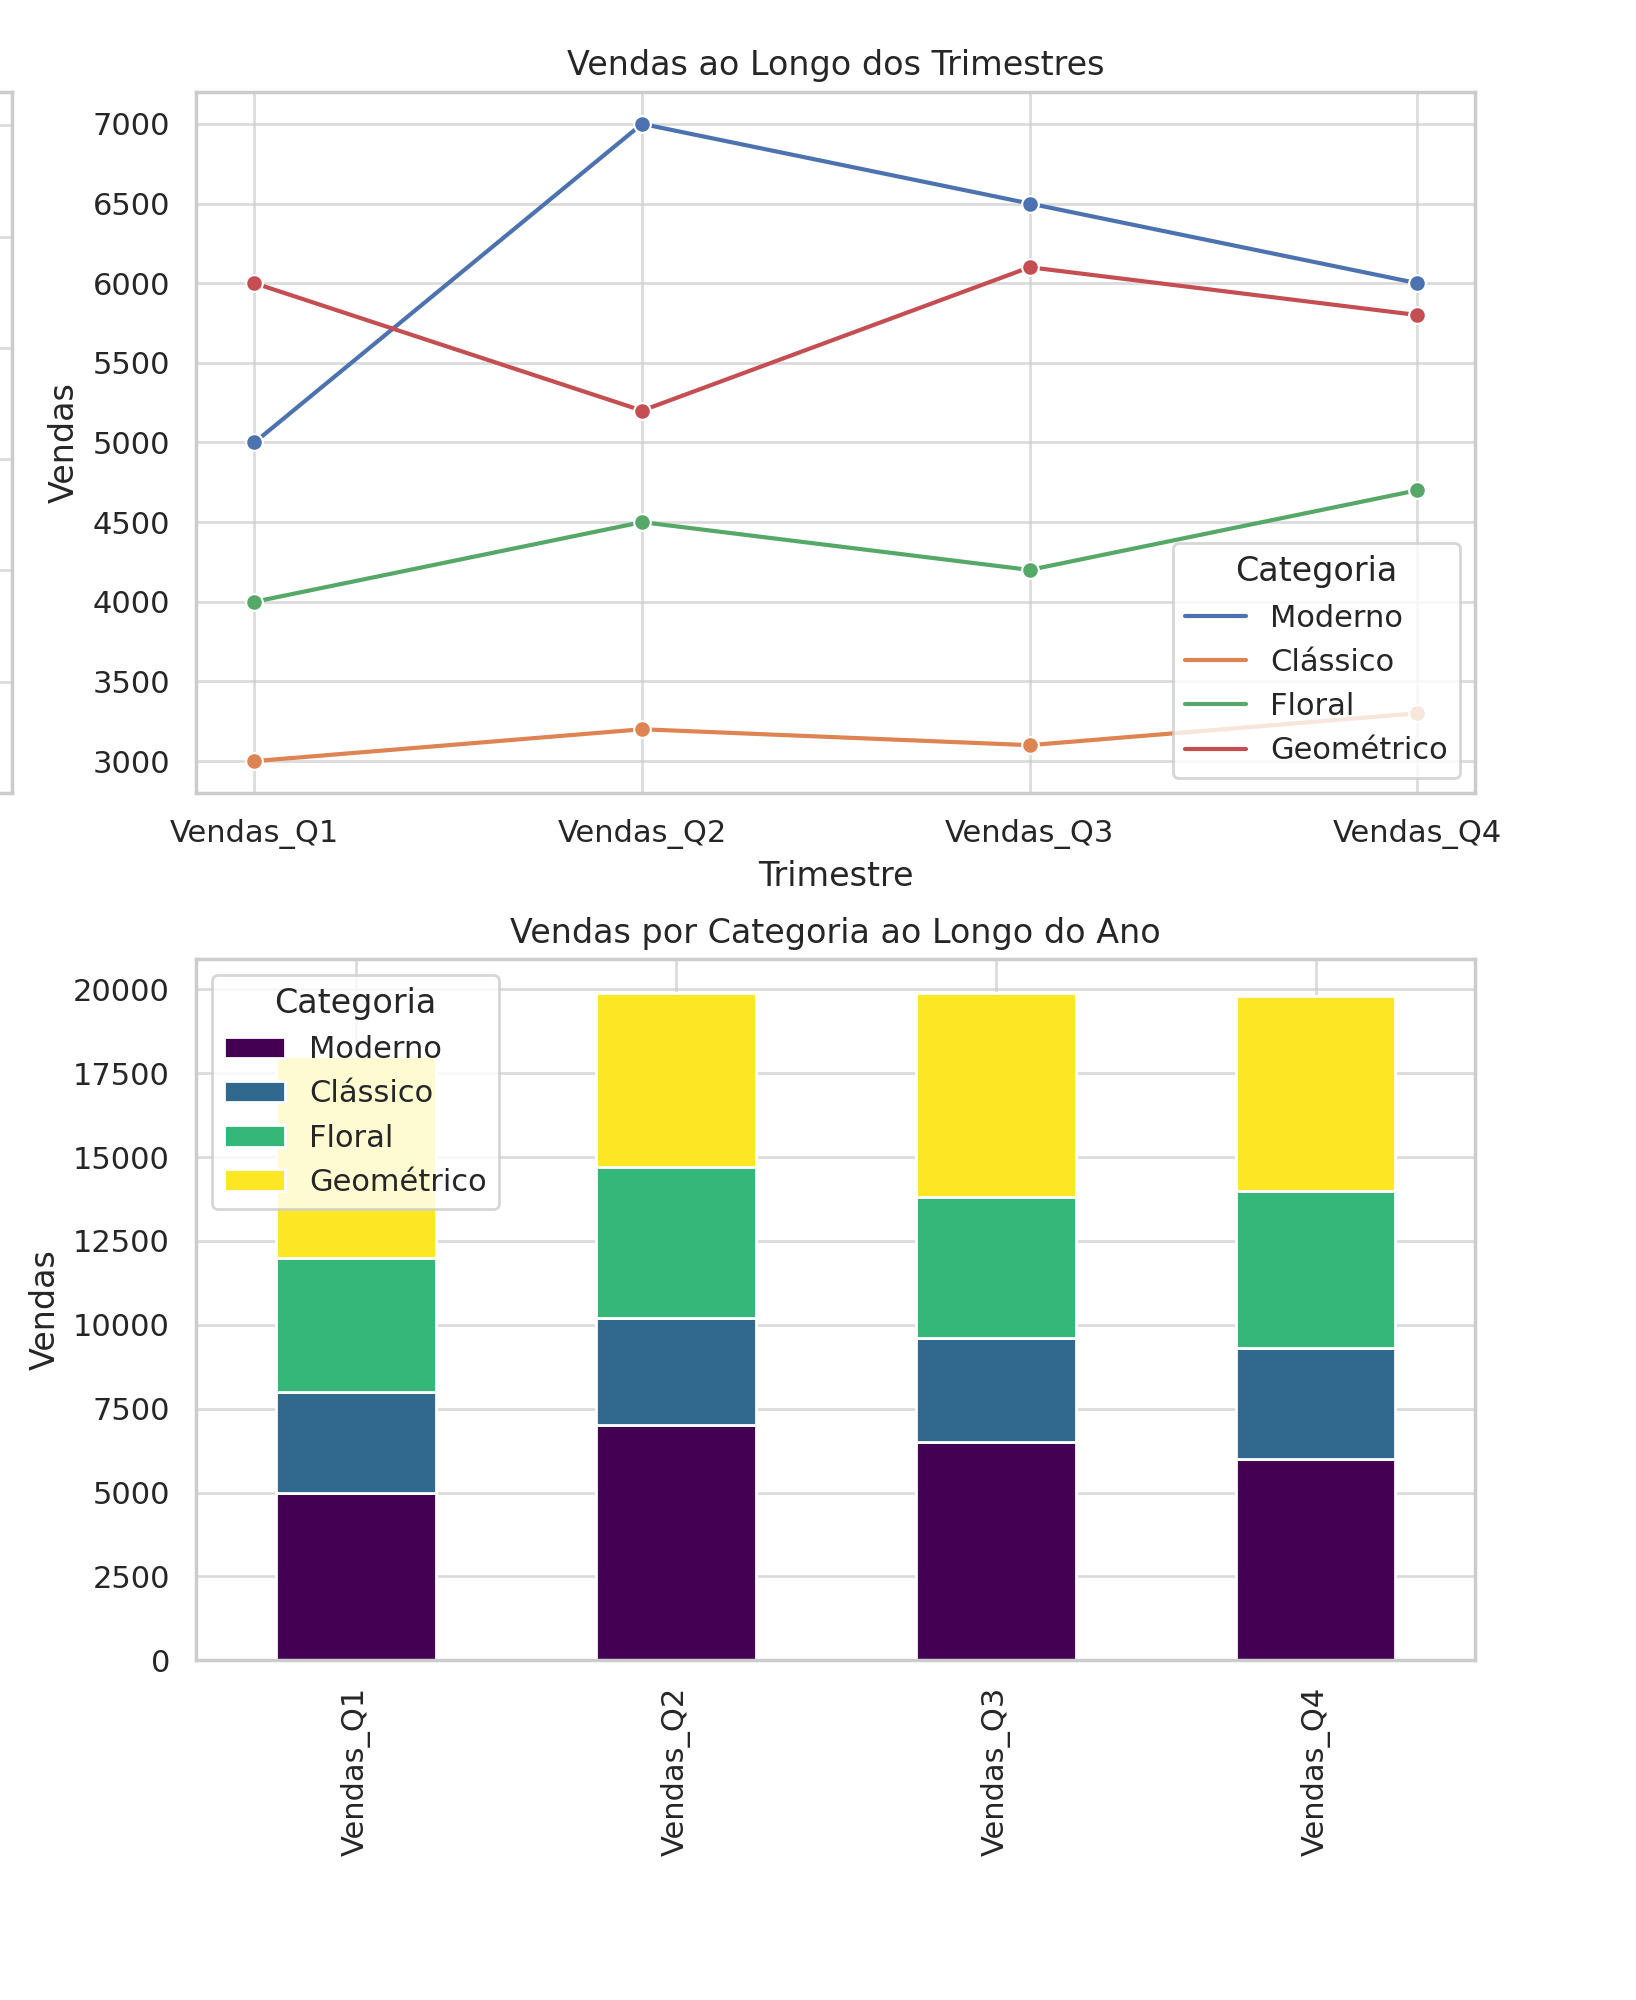 Vendas ao Longo dos Trimestres
7000
6500
6000
5500
5000
4500
4000
3500
3000
Vendas
Categoria
Moderno
Clássico
Floral
Geométrico
Vendas_Q1 Vendas_Q2 Vendas_Q3 Vendas_Q4
Trimestre
Vendas por Categoria ao Longo do Ano
20000
17500
15000
12500
10000
7500
5000
2500
0
Vendas
Categoria
Moderno
Clássico
Floral
Geométrico
Vendas_Q1
Vendas_Q2
Vendas_Q3
Vendas_Q4